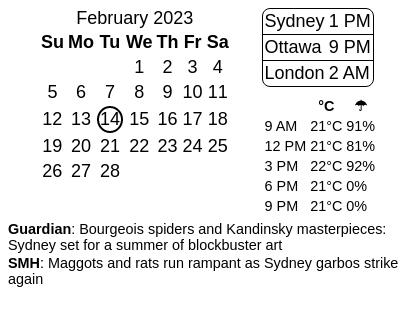 February 2023
Su Mo Tu We Th Fr Sa
1 2 3 4
5 6 7 8 9 10 11
12 13 14 15 16 17 18
19 20 21 22 23 24 25
26 27 28
Sydney 1 PM
Ottawa 9 PM
London 2 AM
°C ☂
9 AM 21°C 91%
12 PM 21°C 81%
3 PM 22°C 92%
6 PM 21°C 0%
9 PM 21°C 0%
Guardian: Bourgeois spiders and Kandinsky masterpieces:
Sydney set for a summer of blockbuster art
SMH: Maggots and rats run rampant as Sydney garbos strike
again